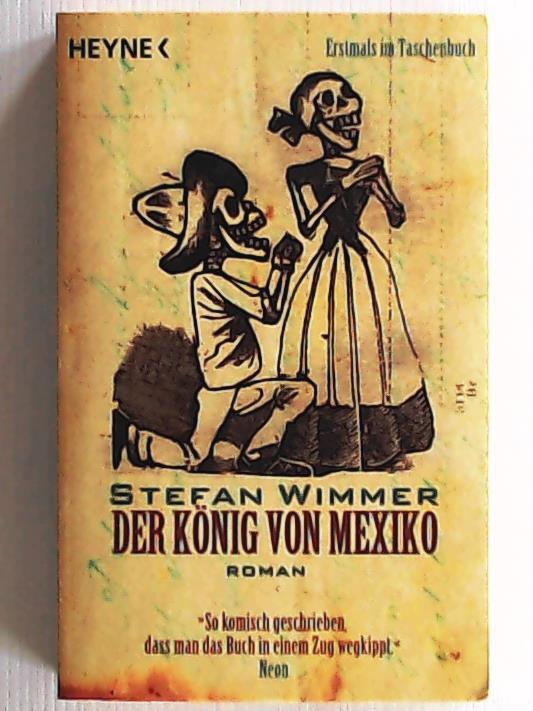 HEYNE‹
Erstmals im Taschenbuch
STEFAN WIMMER
DER KÖNIG VON MEXIKO
ROMAN
»So komisch geschrieben,
dass man das Buch in einem Zug wegkippt.«
Neon